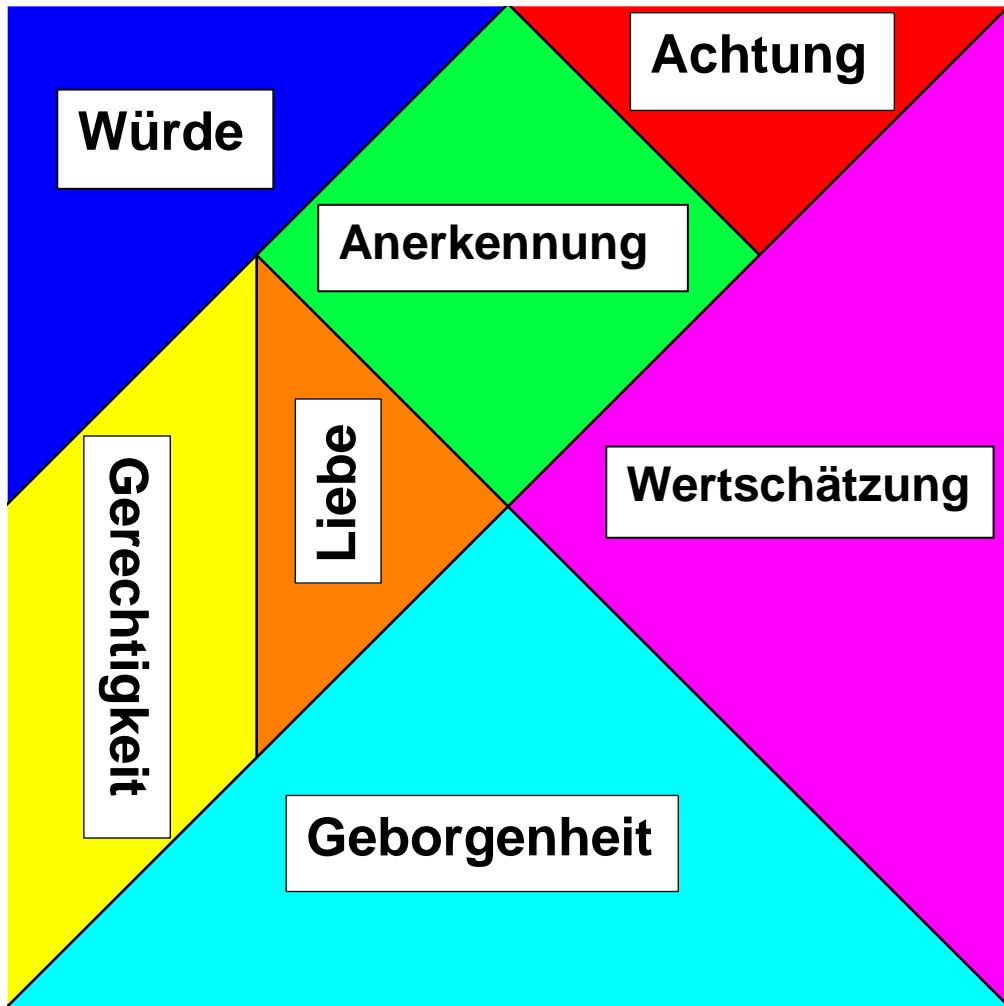 Achtung
Würde
Anerkennung
Liebe
Wertschätzung
Gerechtigkeit
Geborgenheit